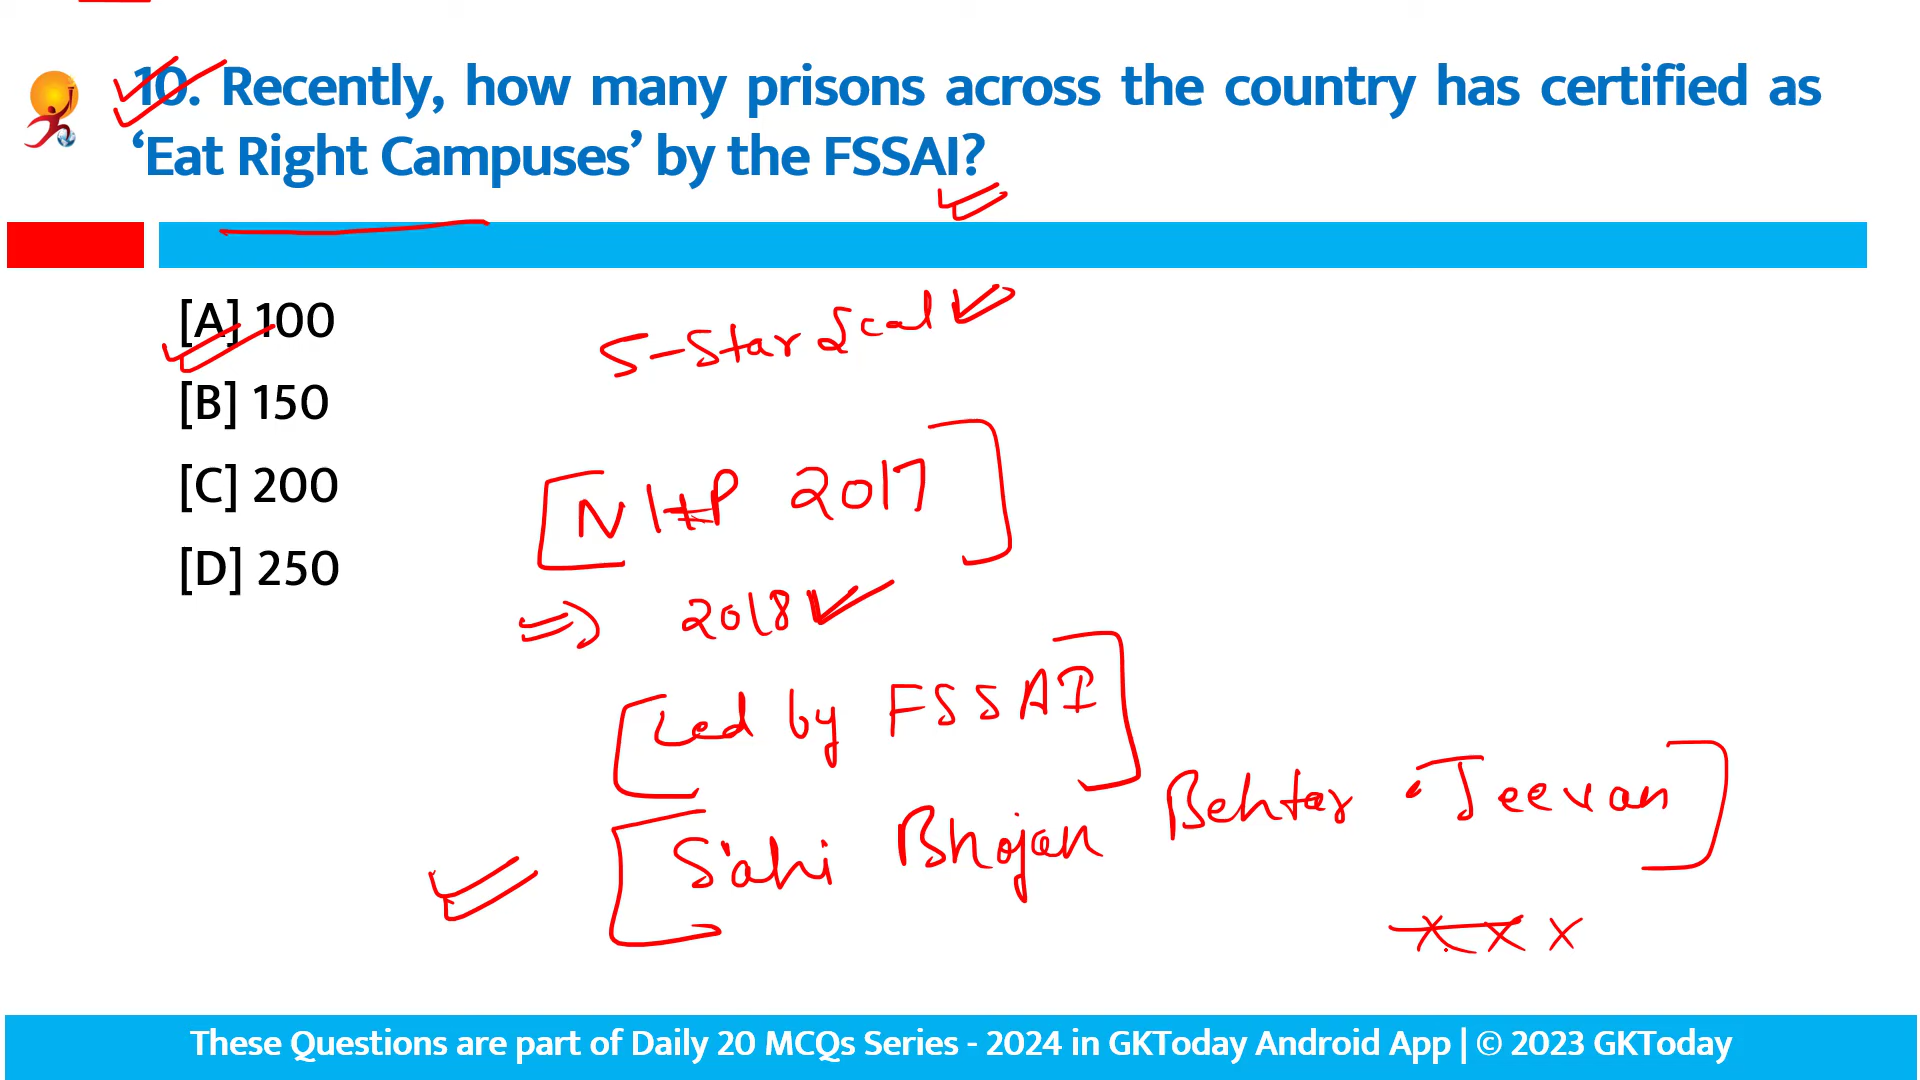 10. Recently, how many prisons across the country has certified as
‘Eat Right Campuses’ by the FSSAI?
[A] 100
[B] 150
[C] 200
[D] 250
5-Star Scal
NHP 2017
2018
Led by FSSAI
Sahi Bhojan Behtar Jeevan
These Questions are part of Daily 20 MCQs Series - 2024 in GKToday Android App | © 2023 GKToday